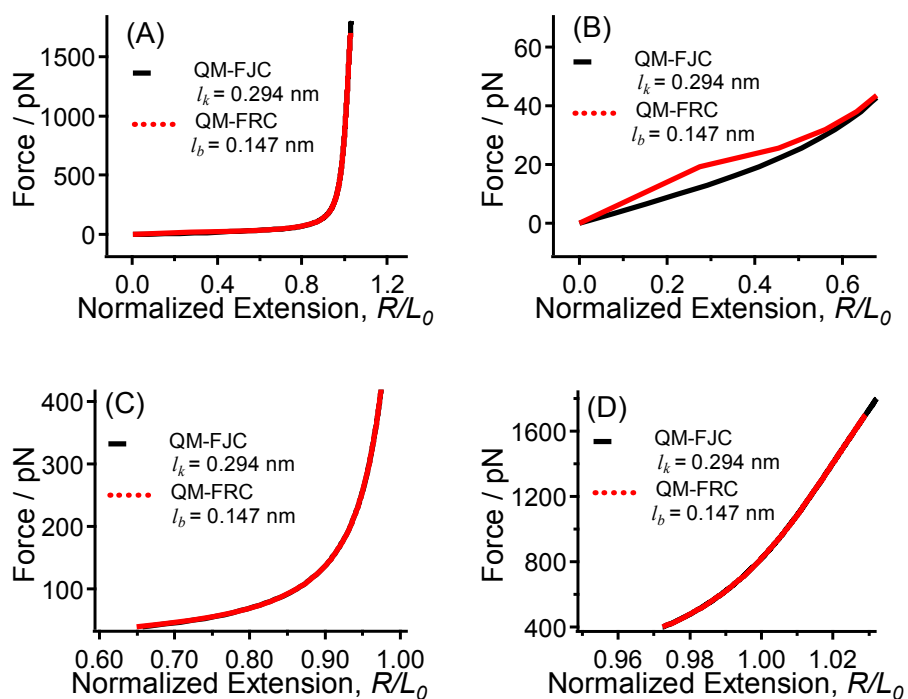 (A)
QM-FJC
l_k = 0.294 nm
QM-FRC
l_b = 0.147 nm
Force / pN
1500
1000
500
0
0.0 0.4 0.8 1.2
Normalized Extension, R/L_0
(B)
QM-FJC
l_k = 0.294 nm
QM-FRC
l_b = 0.147 nm
Force / pN
60
40
20
0
0.0 0.2 0.4 0.6
Normalized Extension, R/L_0
(C)
QM-FJC
l_k = 0.294 nm
QM-FRC
l_b = 0.147 nm
Force / pN
400
300
200
100
0.60 0.70 0.80 0.90 1.00
Normalized Extension, R/L_0
(D)
QM-FJC
l_k = 0.294 nm
QM-FRC
l_b = 0.147 nm
Force / pN
1600
1200
800
400
0.96 0.98 1.00 1.02
Normalized Extension, R/L_0